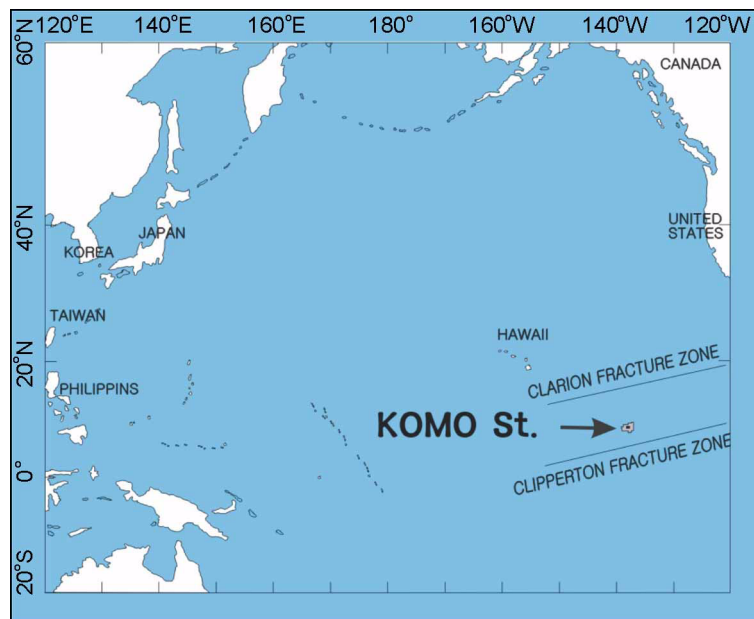 120°E 140°E 160°E 180° 160°W 140°W 120°W
60°N
CANADA
UNITED
STATES
40°N
JAPAN
KOREA
TAIWAN
HAWAII
20°N
CLARION FRACTURE ZONE
PHILIPPINS
KOMO St.
CLIPPERTON FRACTURE ZONE
0°
20°S